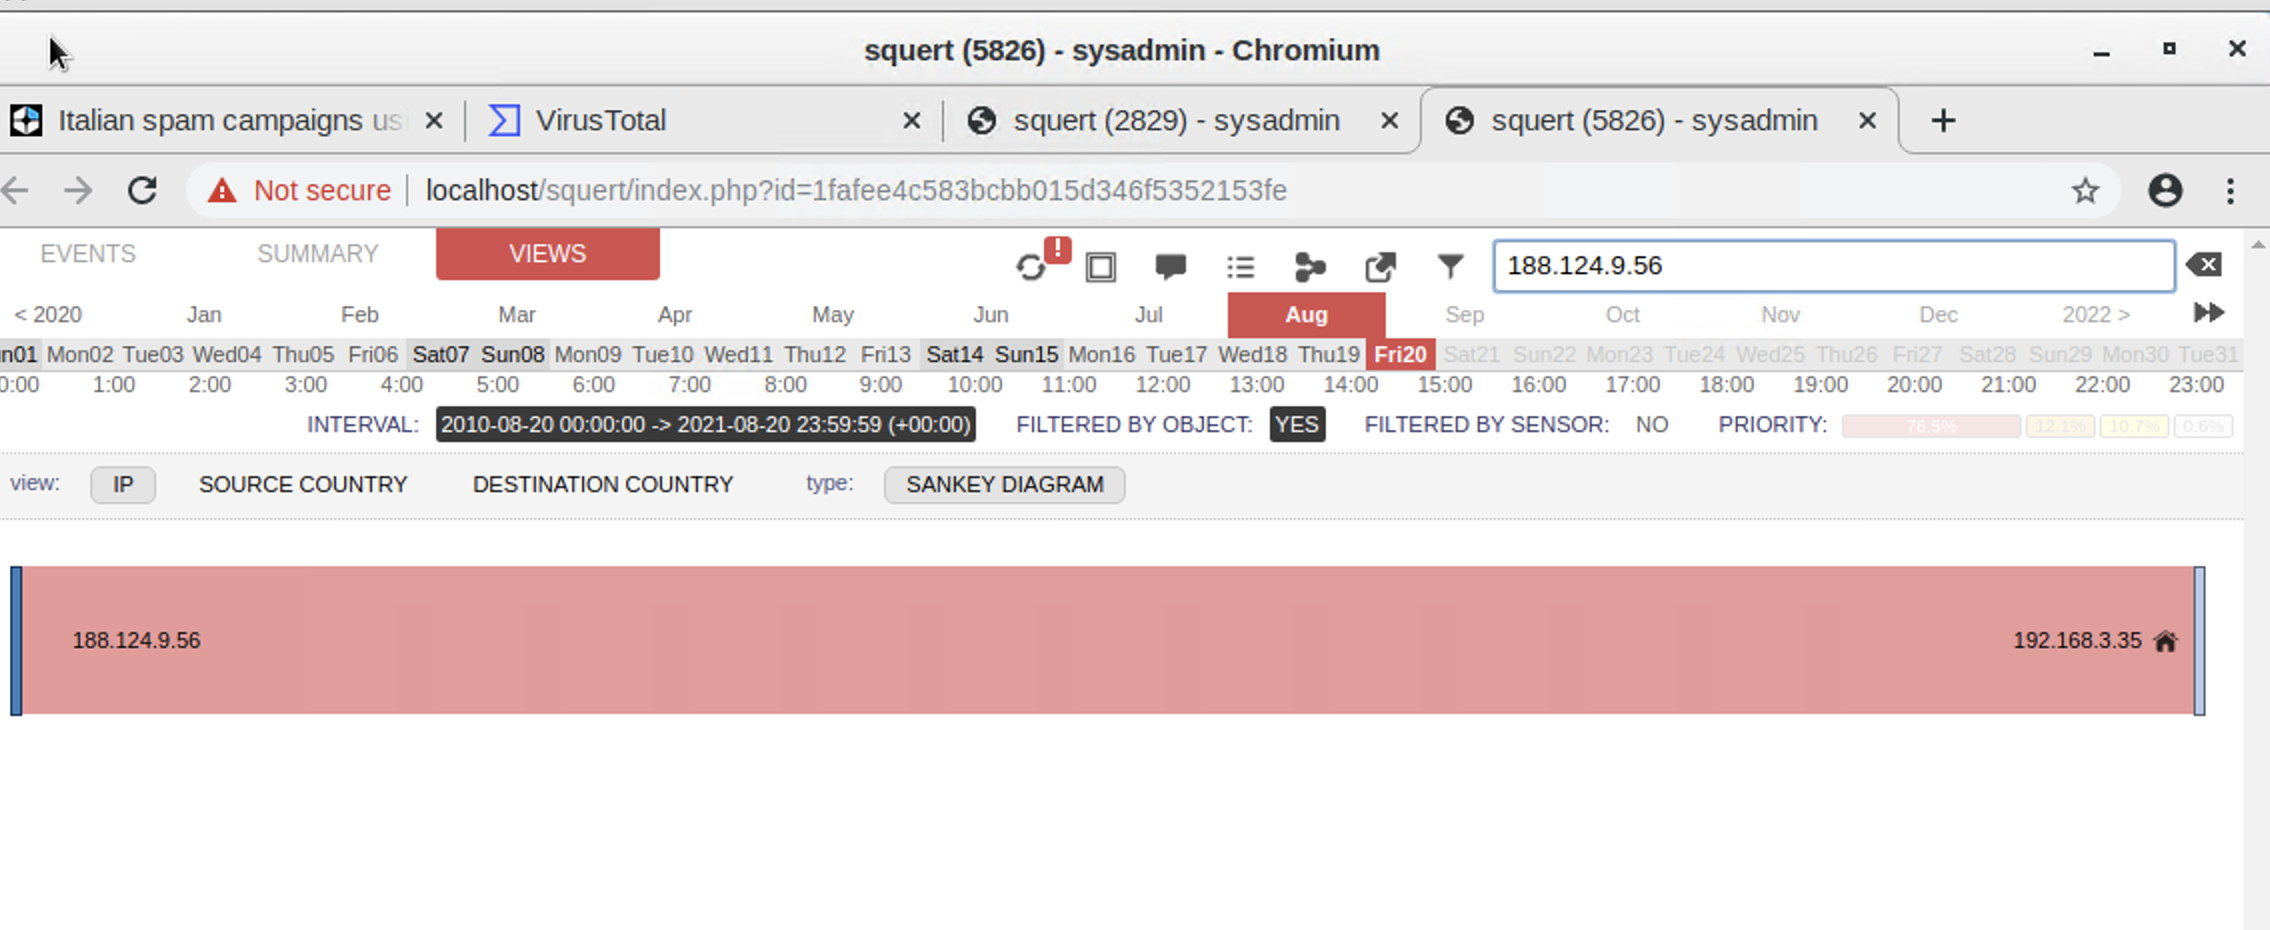 squert (5826) - sysadmin - Chromium
Italian spam campaigns us
VirusTotal
squert (2829) - sysadmin
squert (5826) - sysadmin
Not secure
localhost/squert/index.php?id=1fafee4c583bcbb015d346f5352153fe
EVENTS SUMMARY VIEWS ! 188.124.9.56
< 2020 Jan Feb Mar Apr May Jun Jul Aug Sep Oct Nov Dec 2022 >
n01 Mon02 Tue03 Wed04 Thu05 Fri06 Sat07 Sun08 Mon09 Tue10 Wed11 Thu12 Fri13 Sat14 Sun15 Mon16 Tue17 Wed18 Thu19 Fri20 Sat21 Sun22 Mon23 Tue24 Wed25 Thu26 Fri27 Sat28 Sun29 Mon30 Tue31
0:00 1:00 2:00 3:00 4:00 5:00 6:00 7:00 8:00 9:00 10:00 11:00 12:00 13:00 14:00 15:00 16:00 17:00 18:00 19:00 20:00 21:00 22:00 23:00
INTERVAL: 2010-08-20 00:00:00 -> 2021-08-20 23:59:59 (+00:00) FILTERED BY OBJECT: YES FILTERED BY SENSOR: NO PRIORITY: 76.5% 12.1% 10.7% 0.6%
view: IP SOURCE COUNTRY DESTINATION COUNTRY type: SANKEY DIAGRAM
188.124.9.56 192.168.3.35